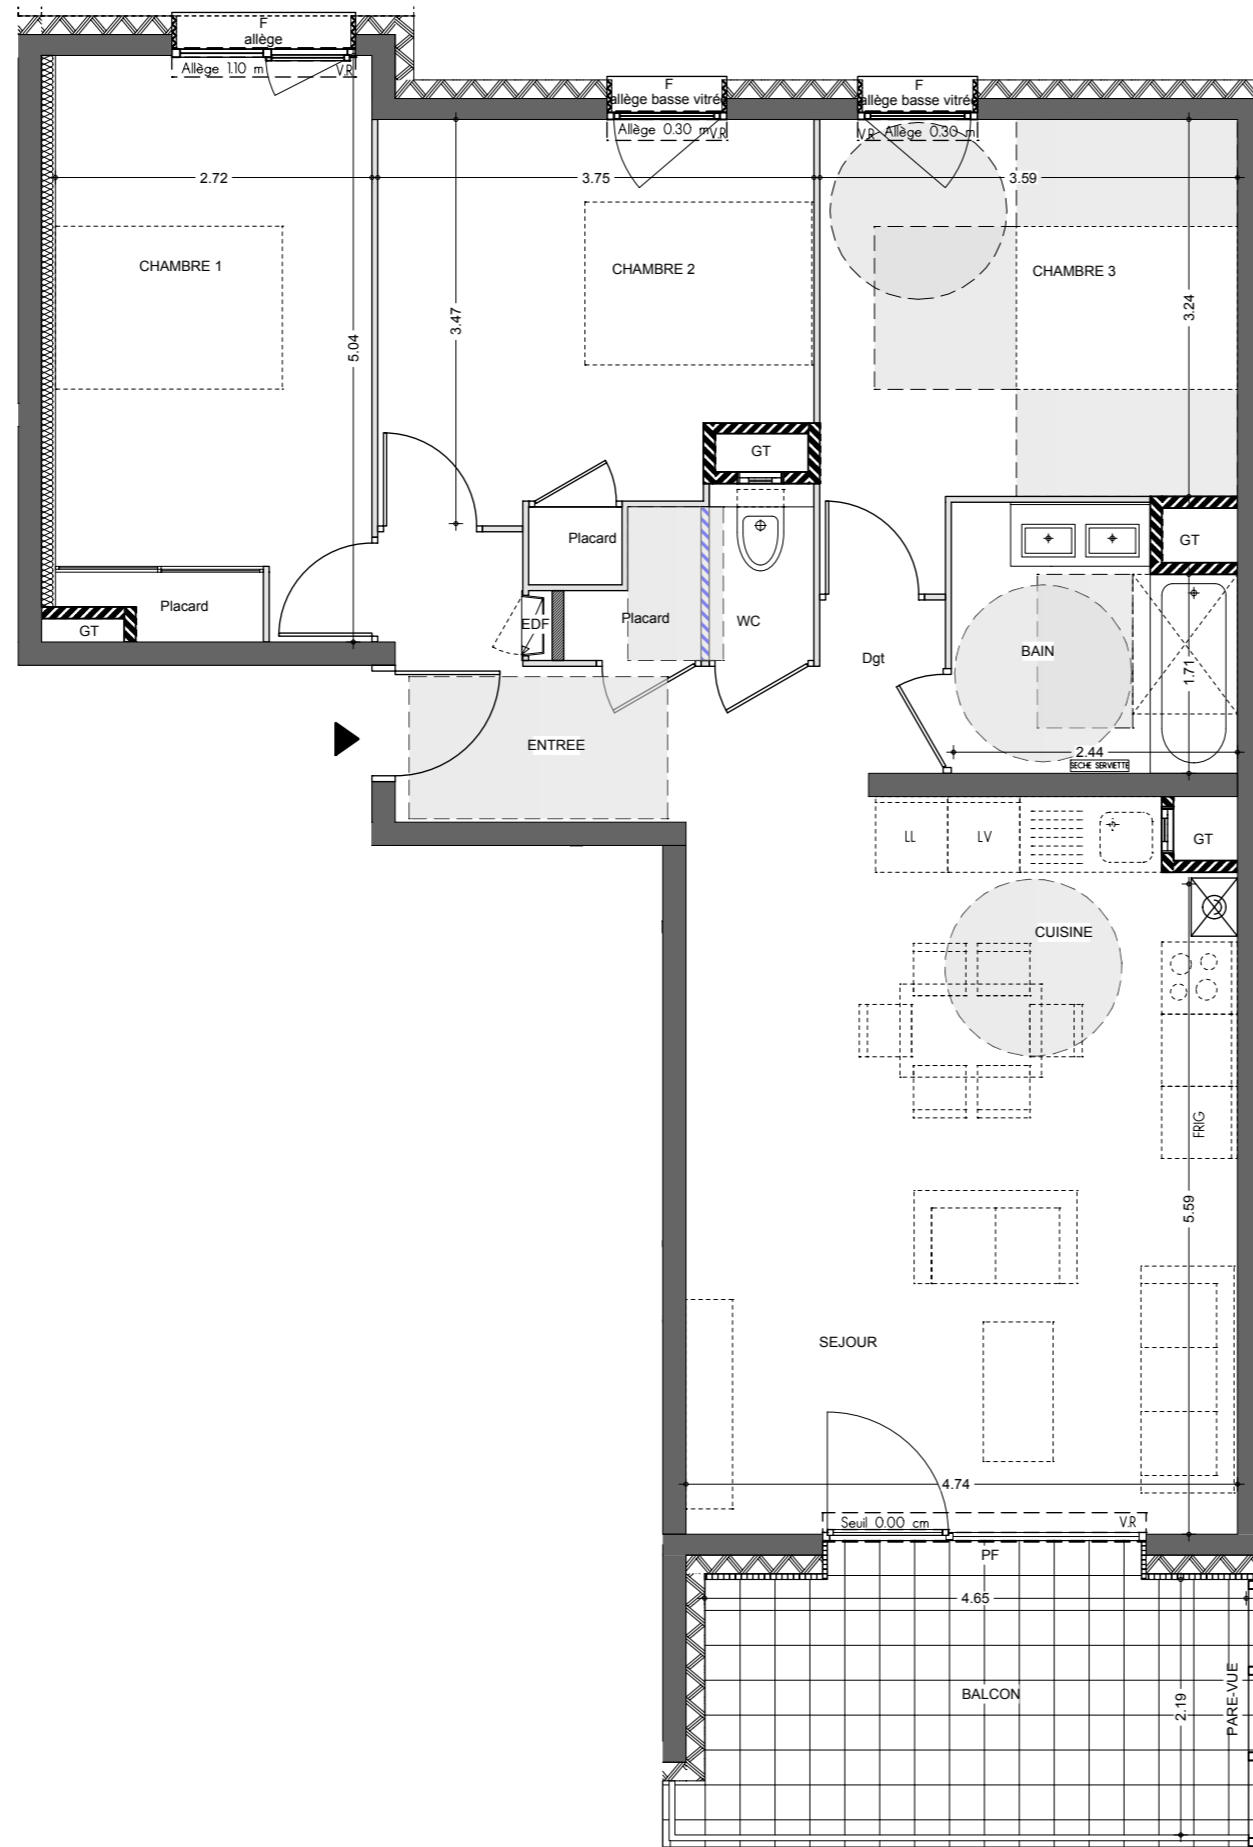 F
allège
Allège 1.10 m
V.R
F
allège basse vitrée
Allège 0.30 m
V.R
F
allège basse vitrée
V.R
Allège 0.30 m
2.72
3.75
3.59
CHAMBRE 1
CHAMBRE 2
CHAMBRE 3
5.04
3.47
3.24
GT
Placard
GT
Placard
GT
EDF
Placard
WC
Dgt
BAIN
1.71
ENTREE
2.44
SECHE SERVIETTE
LL
LV
GT
CUISINE
FRIG
5.59
SEJOUR
4.74
Seuil 0.00 cm
V.R
PF
4.65
BALCON
2.19
PARE-VUE